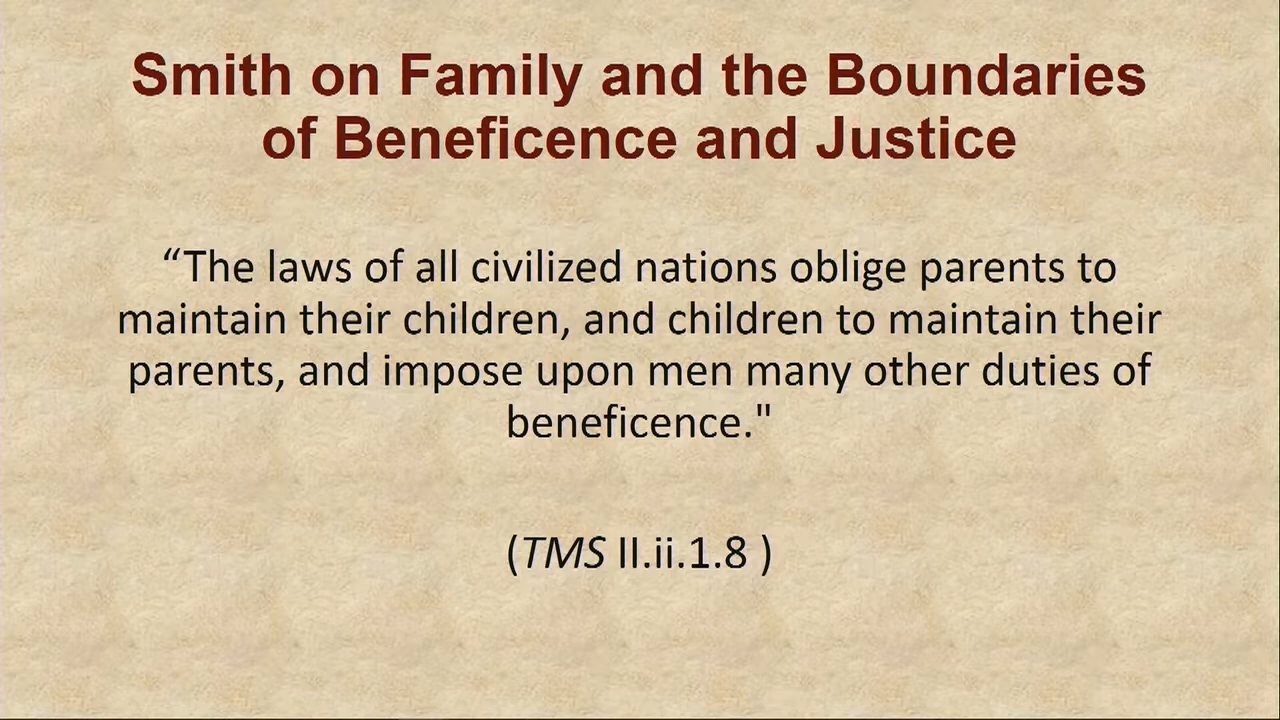 Smith on Family and the Boundaries
of Beneficence and Justice
“The laws of all civilized nations oblige parents to
maintain their children, and children to maintain their
parents, and impose upon men many other duties of
beneficence."
(TMS II.ii.1.8 )